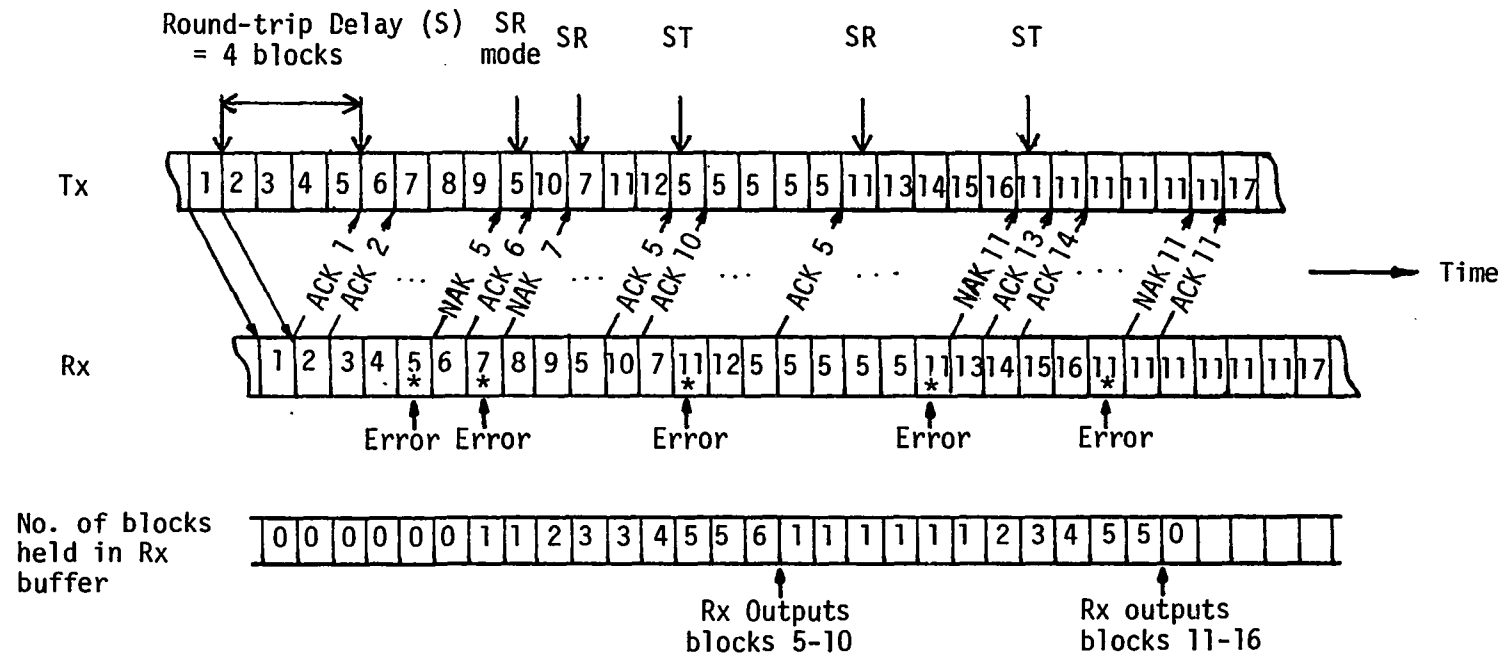 Round-trip Delay (S)
= 4 blocks
SR
mode
SR
ST
SR
ST
Tx
1 2 3 4 5 6 7 8 9 5 10 7 11 12 5 5 5 5 5 11 13 14 15 16 11 11 11 11 11 11 17
ACK 1
ACK 2
...
NAK 5
ACK 6
NAK 7
...
ACK 5
ACK 10
...
ACK 5
...
NAK 11
ACK 13
ACK 14
...
NAK 11
ACK 11
Time
Rx
1 2 3 4 5 6 7 8 9 5 10 7 11 12 5 5 5 5 5 11 13 14 15 16 11 11 11 11 11 11 17
* * * * *
Error Error Error Error Error
No. of blocks
held in Rx
buffer
0 0 0 0 0 0 1 1 2 3 3 4 5 5 6 1 1 1 1 1 1 2 3 4 5 5 0
Rx Outputs
blocks 5-10
Rx outputs
blocks 11-16